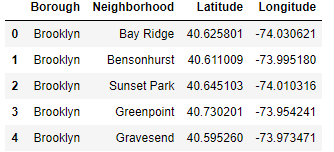 Borough Neighborhood Latitude Longitude
0 Brooklyn Bay Ridge 40.625801 -74.030621
1 Brooklyn Bensonhurst 40.611009 -73.995180
2 Brooklyn Sunset Park 40.645103 -74.010316
3 Brooklyn Greenpoint 40.730201 -73.954241
4 Brooklyn Gravesend 40.595260 -73.973471